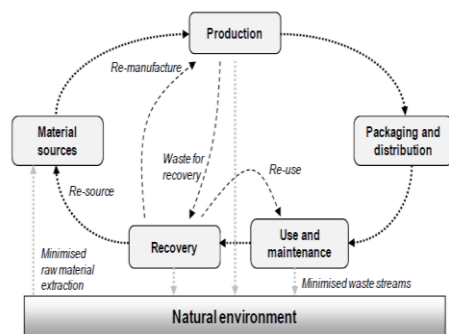 Production
Re-manufacture
Material
sources
Packaging and
distribution
Waste for
recovery
Re-use
Re-source
Recovery
Use and
maintenance
Minimised
raw material
extraction
Minimised waste streams
Natural environment